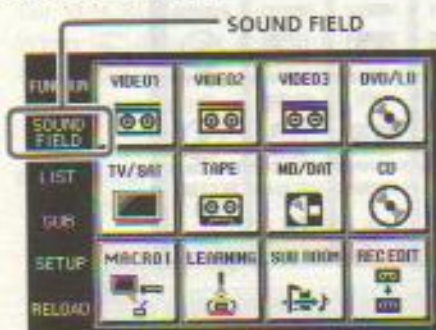 SOUND FIELD
FUNCTION VIDEO1 VIDEO2 VIDEO3 DVD/LD
SOUND
FIELD
LIST TV/SAT TAPE MD/DAT CD
SUB
SETUP MACRO1 LEARNING SUB ROOM REC EDIT
RELOAD